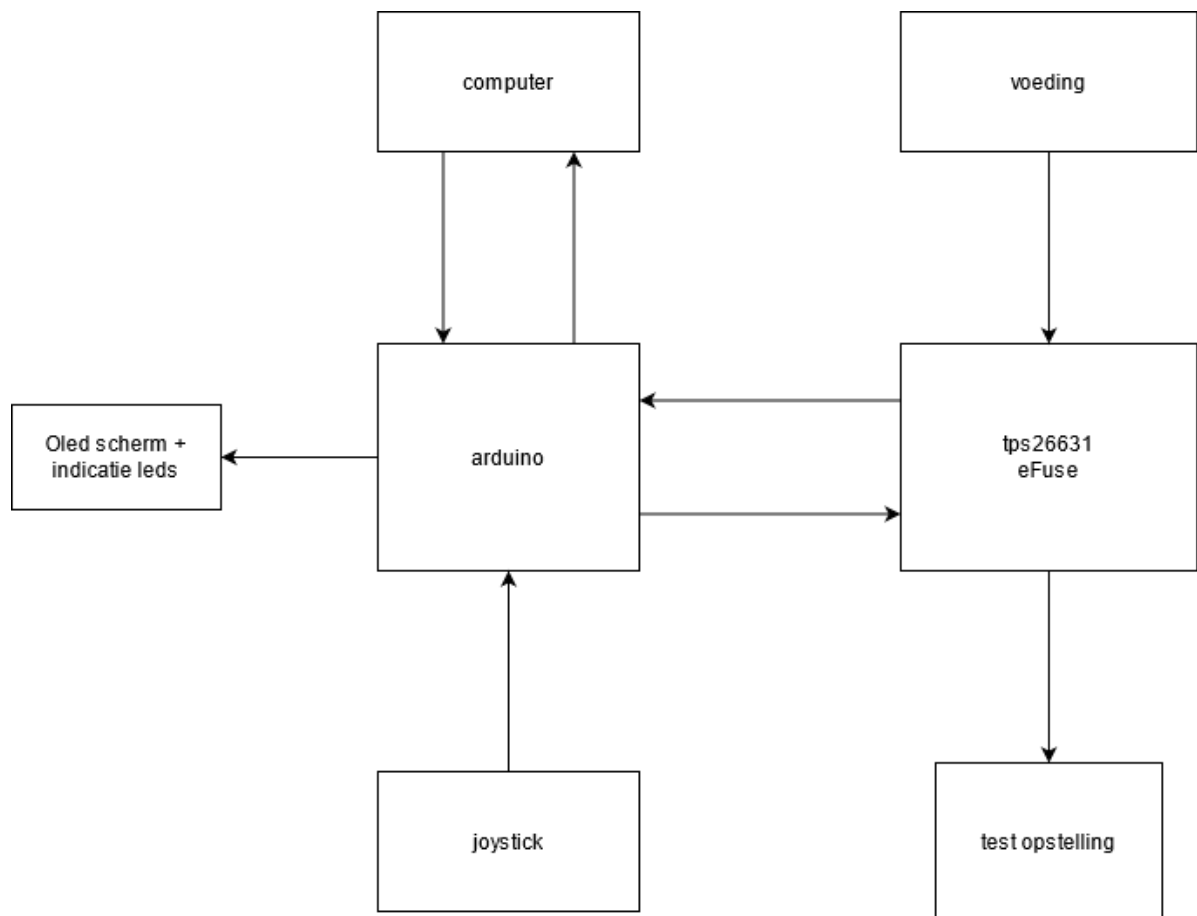 computer
voeding
Oled scherm +
indicatie leds
arduino
tps26631
eFuse
joystick
test opstelling